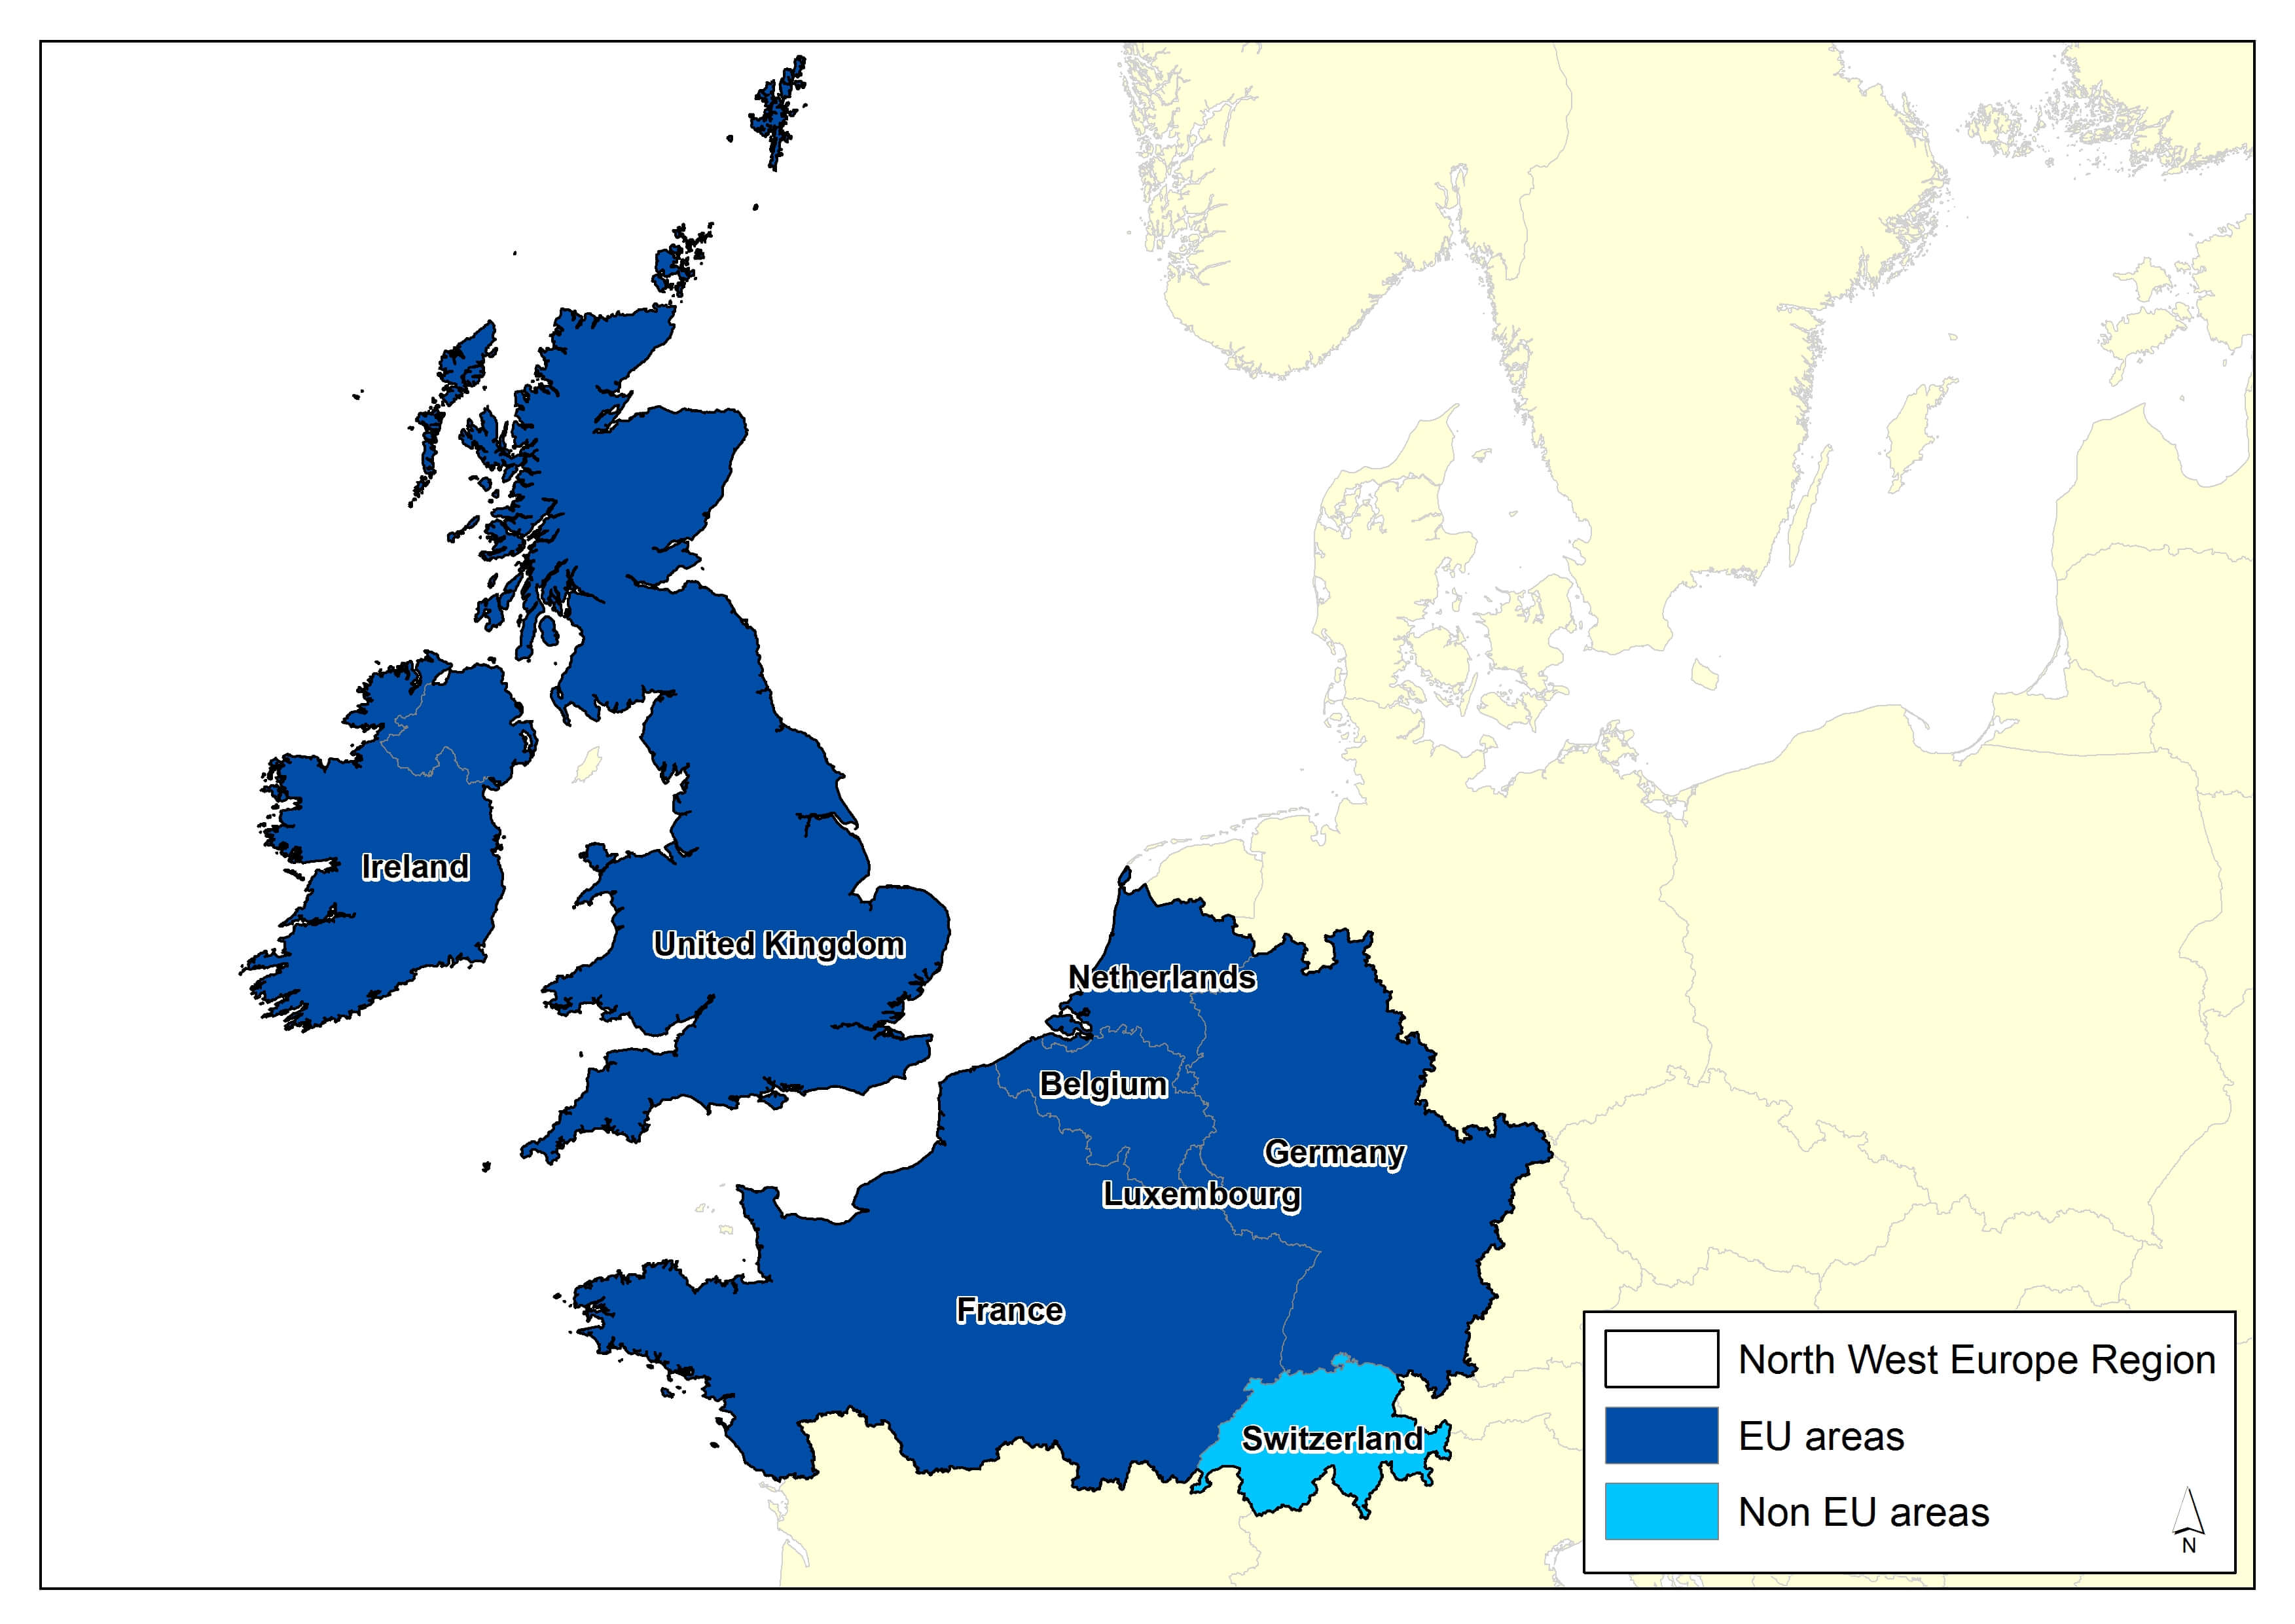 Ireland
United Kingdom
Netherlands
Belgium
Germany
Luxembourg
France
Switzerland
North West Europe Region
EU areas
Non EU areas
N